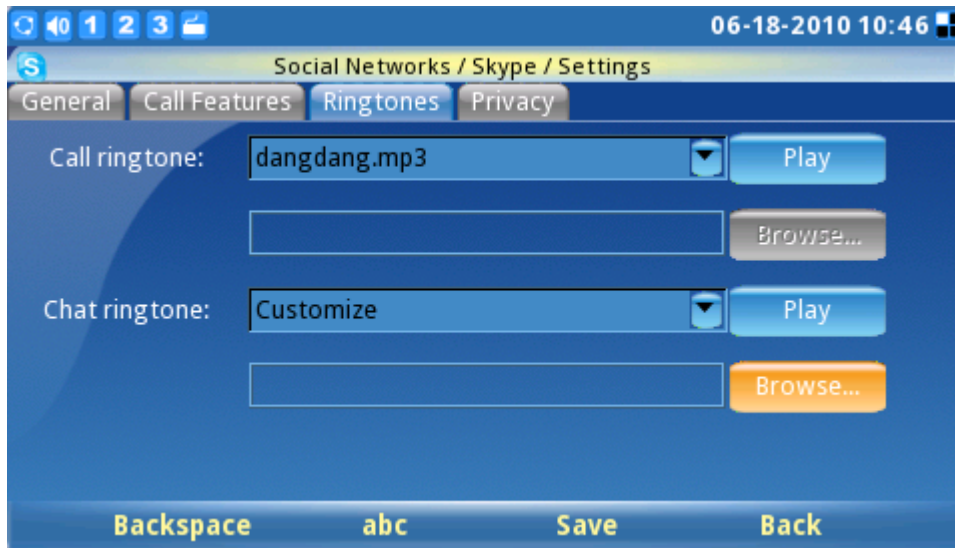 1 2 3 06-18-2010 10:46
S Social Networks / Skype / Settings
General Call Features Ringtones Privacy
Call ringtone: dangdang.mp3 Play
Browse...
Chat ringtone: Customize Play
Browse...
Backspace abc Save Back